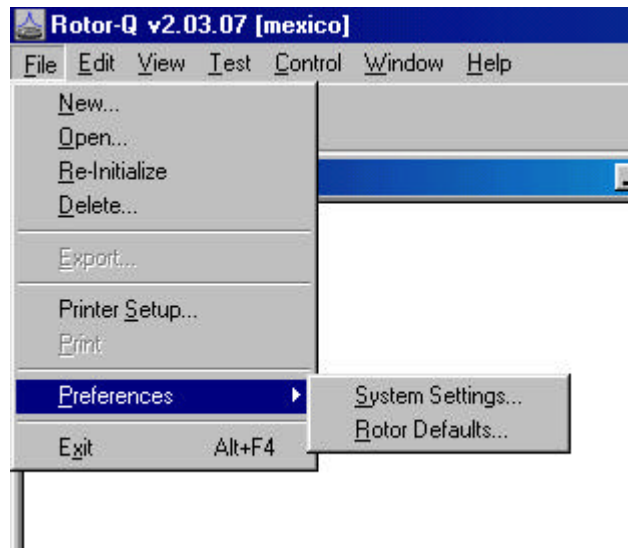 Rotor-Q v2.03.07 [mexico]
File Edit View Test Control Window Help
New...
Open...
Re-Initialize
Delete...
Export...
Printer Setup...
Print
Preferences
System Settings...
Rotor Defaults...
Exit Alt+F4